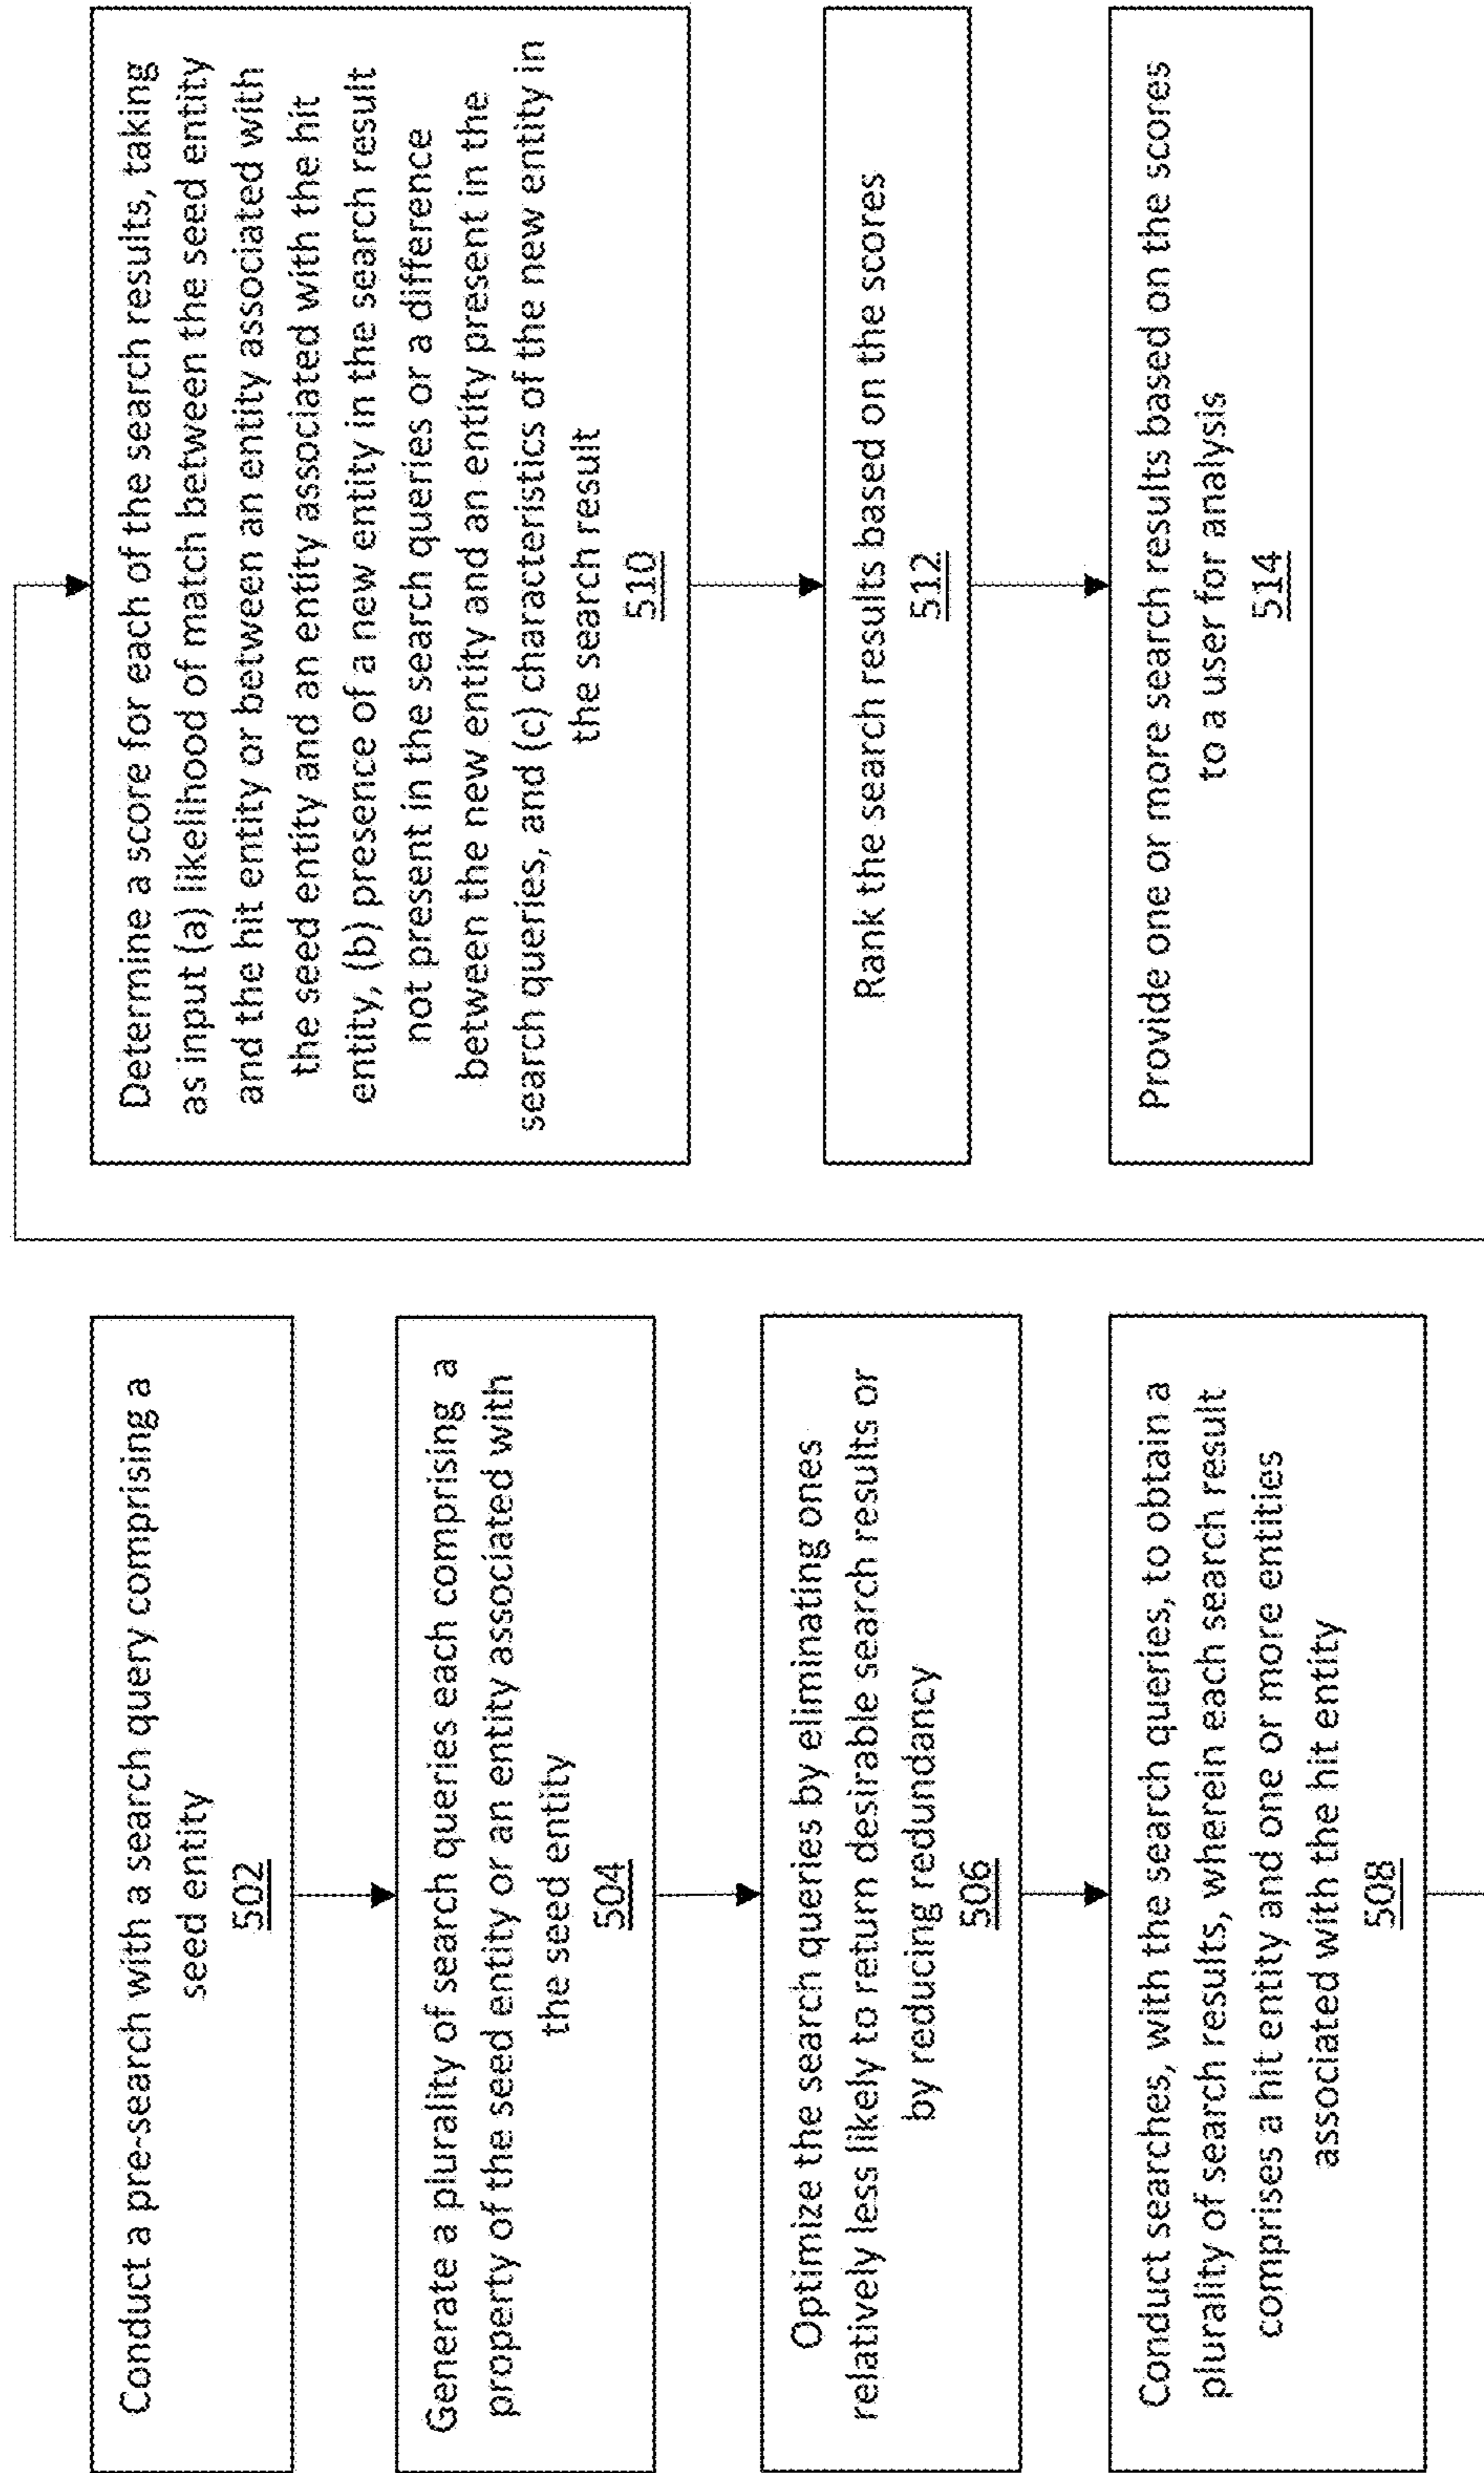 Conduct a pre-search with a search query comprising a
seed entity
502
Generate a plurality of search queries each comprising a
property of the seed entity or an entity associated with
the seed entity
504
Optimize the search queries by eliminating ones
relatively less likely to return desirable search results or
by reducing redundancy
506
Conduct searches, with the search queries, to obtain a
plurality of search results, wherein each search result
comprises a hit entity and one or more entities
associated with the hit entity
508
Determine a score for each of the search results, taking
as input (a) likelihood of match between the seed entity
and the hit entity or between an entity associated with
the seed entity and an entity associated with the hit
entity, (b) presence of a new entity in the search result
not present in the search queries or a difference
between the new entity and an entity present in the
search queries, and (c) characteristics of the new entity in
the search result
510
Rank the search results based on the scores
512
Provide one or more search results based on the scores
to a user for analysis
514